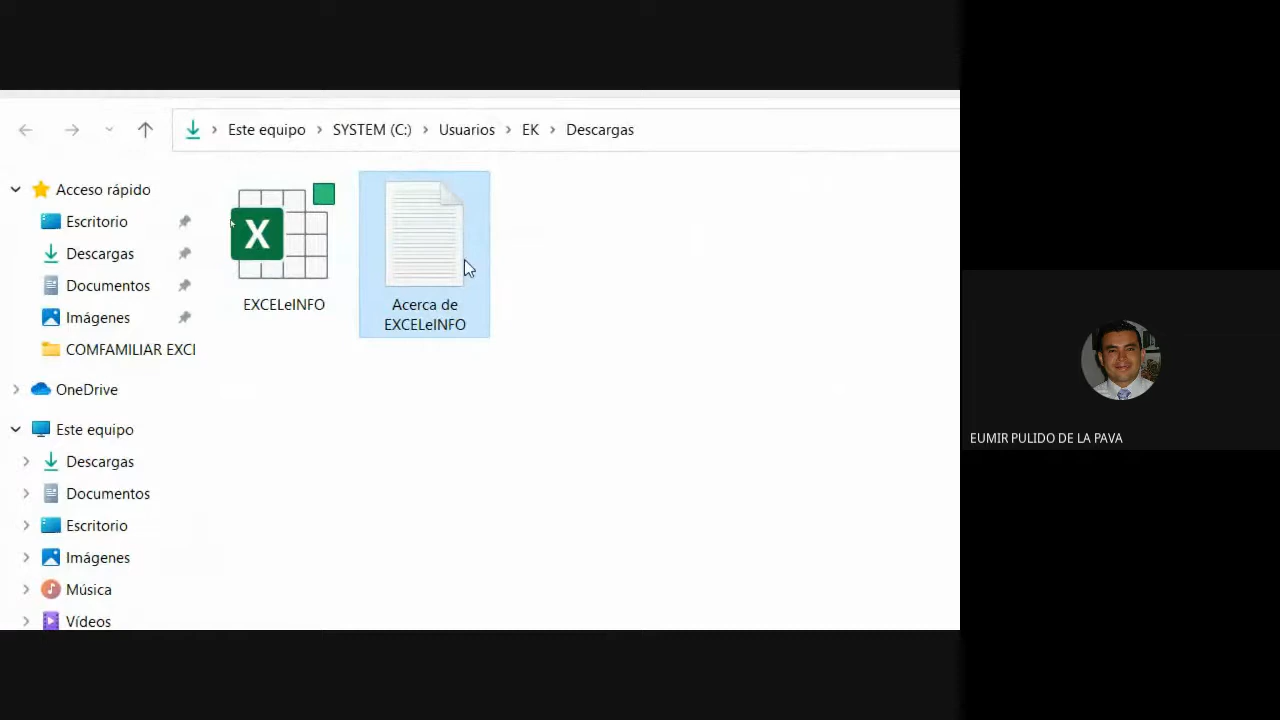 Este equipo
SYSTEM (C:)
Usuarios
EK
Descargas
Acceso rápido
Escritorio
Descargas
Documentos
Imágenes
COMFAMILIAR EXCI
OneDrive
Este equipo
Descargas
Documentos
Escritorio
Imágenes
Música
Vídeos
X
EXCELeINFO
Acerca de
EXCELeINFO
EUMIR PULIDO DE LA PAVA